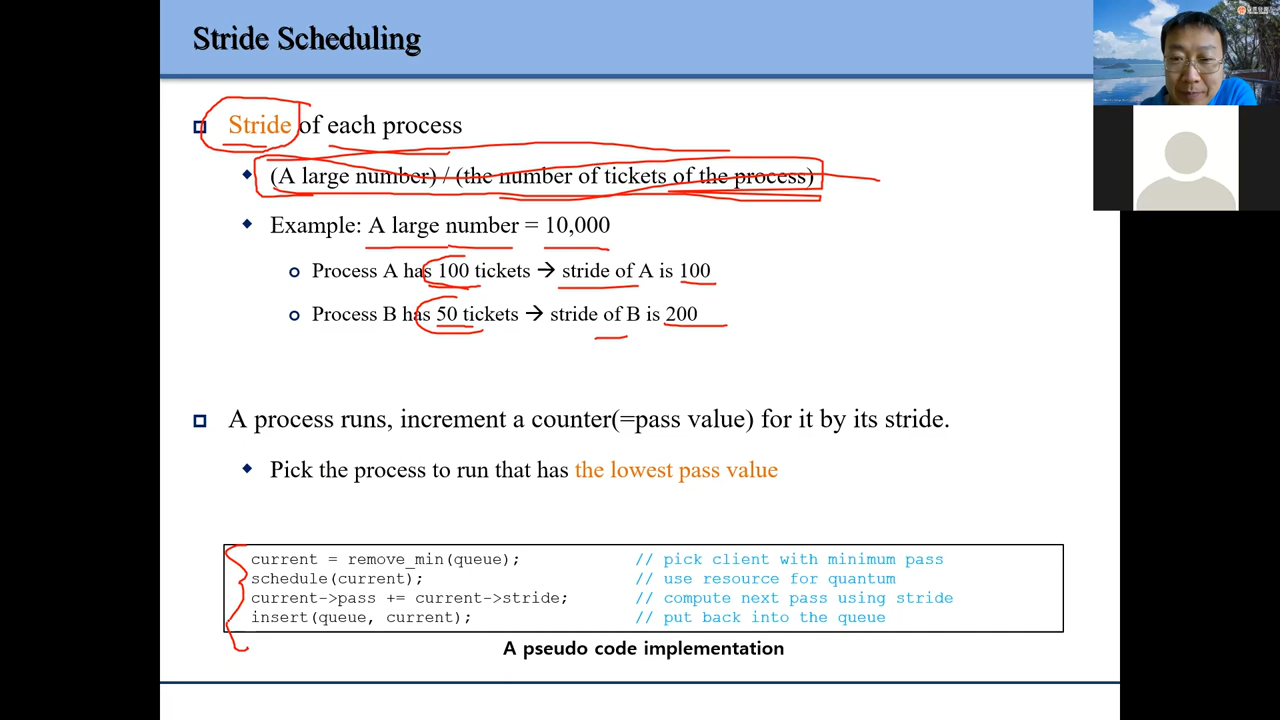 Stride Scheduling
Stride of each process
(A large number) / (the number of tickets of the process)
Example: A large number = 10,000
Process A has 100 tickets → stride of A is 100
Process B has 50 tickets → stride of B is 200
A process runs, increment a counter(=pass value) for it by its stride.
Pick the process to run that has the lowest pass value
current = remove_min(queue); // pick client with minimum pass
schedule(current); // use resource for quantum
current->pass += current->stride; // compute next pass using stride
insert(queue, current); // put back into the queue
A pseudo code implementation